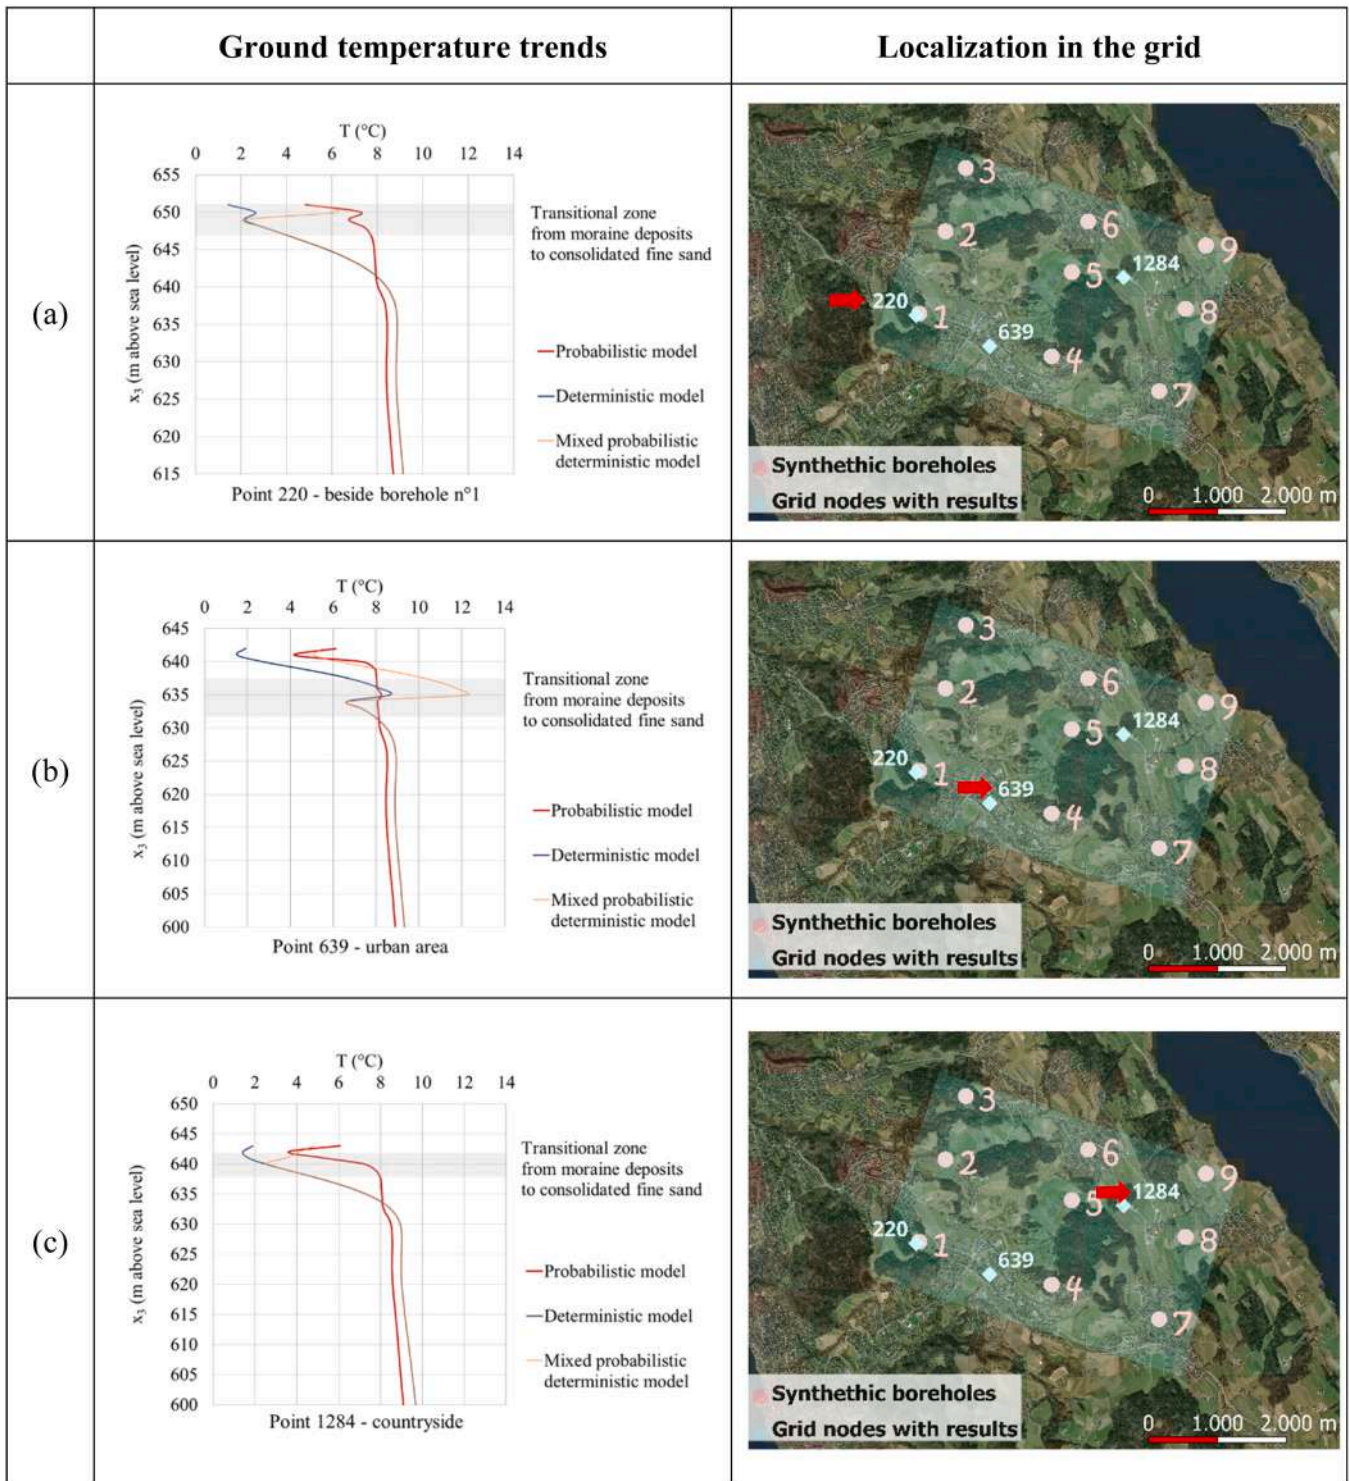 Ground temperature trends
Localization in the grid
(a)
T (°C)
0 2 4 6 8 10 12 14
x3 (m above sea level)
655
650
645
640
635
630
625
620
615
Transitional zone
from moraine deposits
to consolidated fine sand
Probabilistic model
Deterministic model
Mixed probabilistic
deterministic model
Point 220 - beside borehole n°1
3
2
6
9
5
1284
220
1
8
639
4
7
Synthethic boreholes
Grid nodes with results
0 1.000 2.000 m
(b)
T (°C)
0 2 4 6 8 10 12 14
x3 (m above sea level)
645
640
635
630
625
620
615
610
605
600
Transitional zone
from moraine deposits
to consolidated fine sand
Probabilistic model
Deterministic model
Mixed probabilistic
deterministic model
Point 639 - urban area
3
2
6
9
5
1284
220
1
8
639
4
7
Synthethic boreholes
Grid nodes with results
0 1.000 2.000 m
(c)
T (°C)
0 2 4 6 8 10 12 14
x3 (m above sea level)
650
645
640
635
630
625
620
615
610
605
600
Transitional zone
from moraine deposits
to consolidated fine sand
Probabilistic model
Deterministic model
Mixed probabilistic
deterministic model
Point 1284 - countryside
3
2
6
9
5
1284
220
1
8
639
4
7
Synthethic boreholes
Grid nodes with results
0 1.000 2.000 m